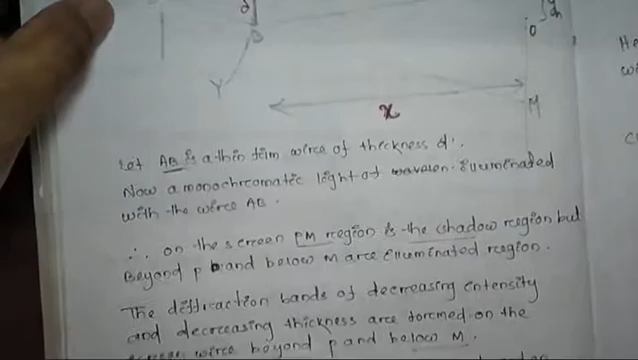 d
B
Y
O
x
M
Let AB is a thin film wire of thickness d'.
Now a monochromatic light of waveлen. illuminated
with the wire AB.
∴ on the screen PM region is the shadow region but
Beyond P and below M are illuminated region.
The diffraction bands of decreasing intensity
and decreasing thickness are formed on the
wire beyond P and below M.